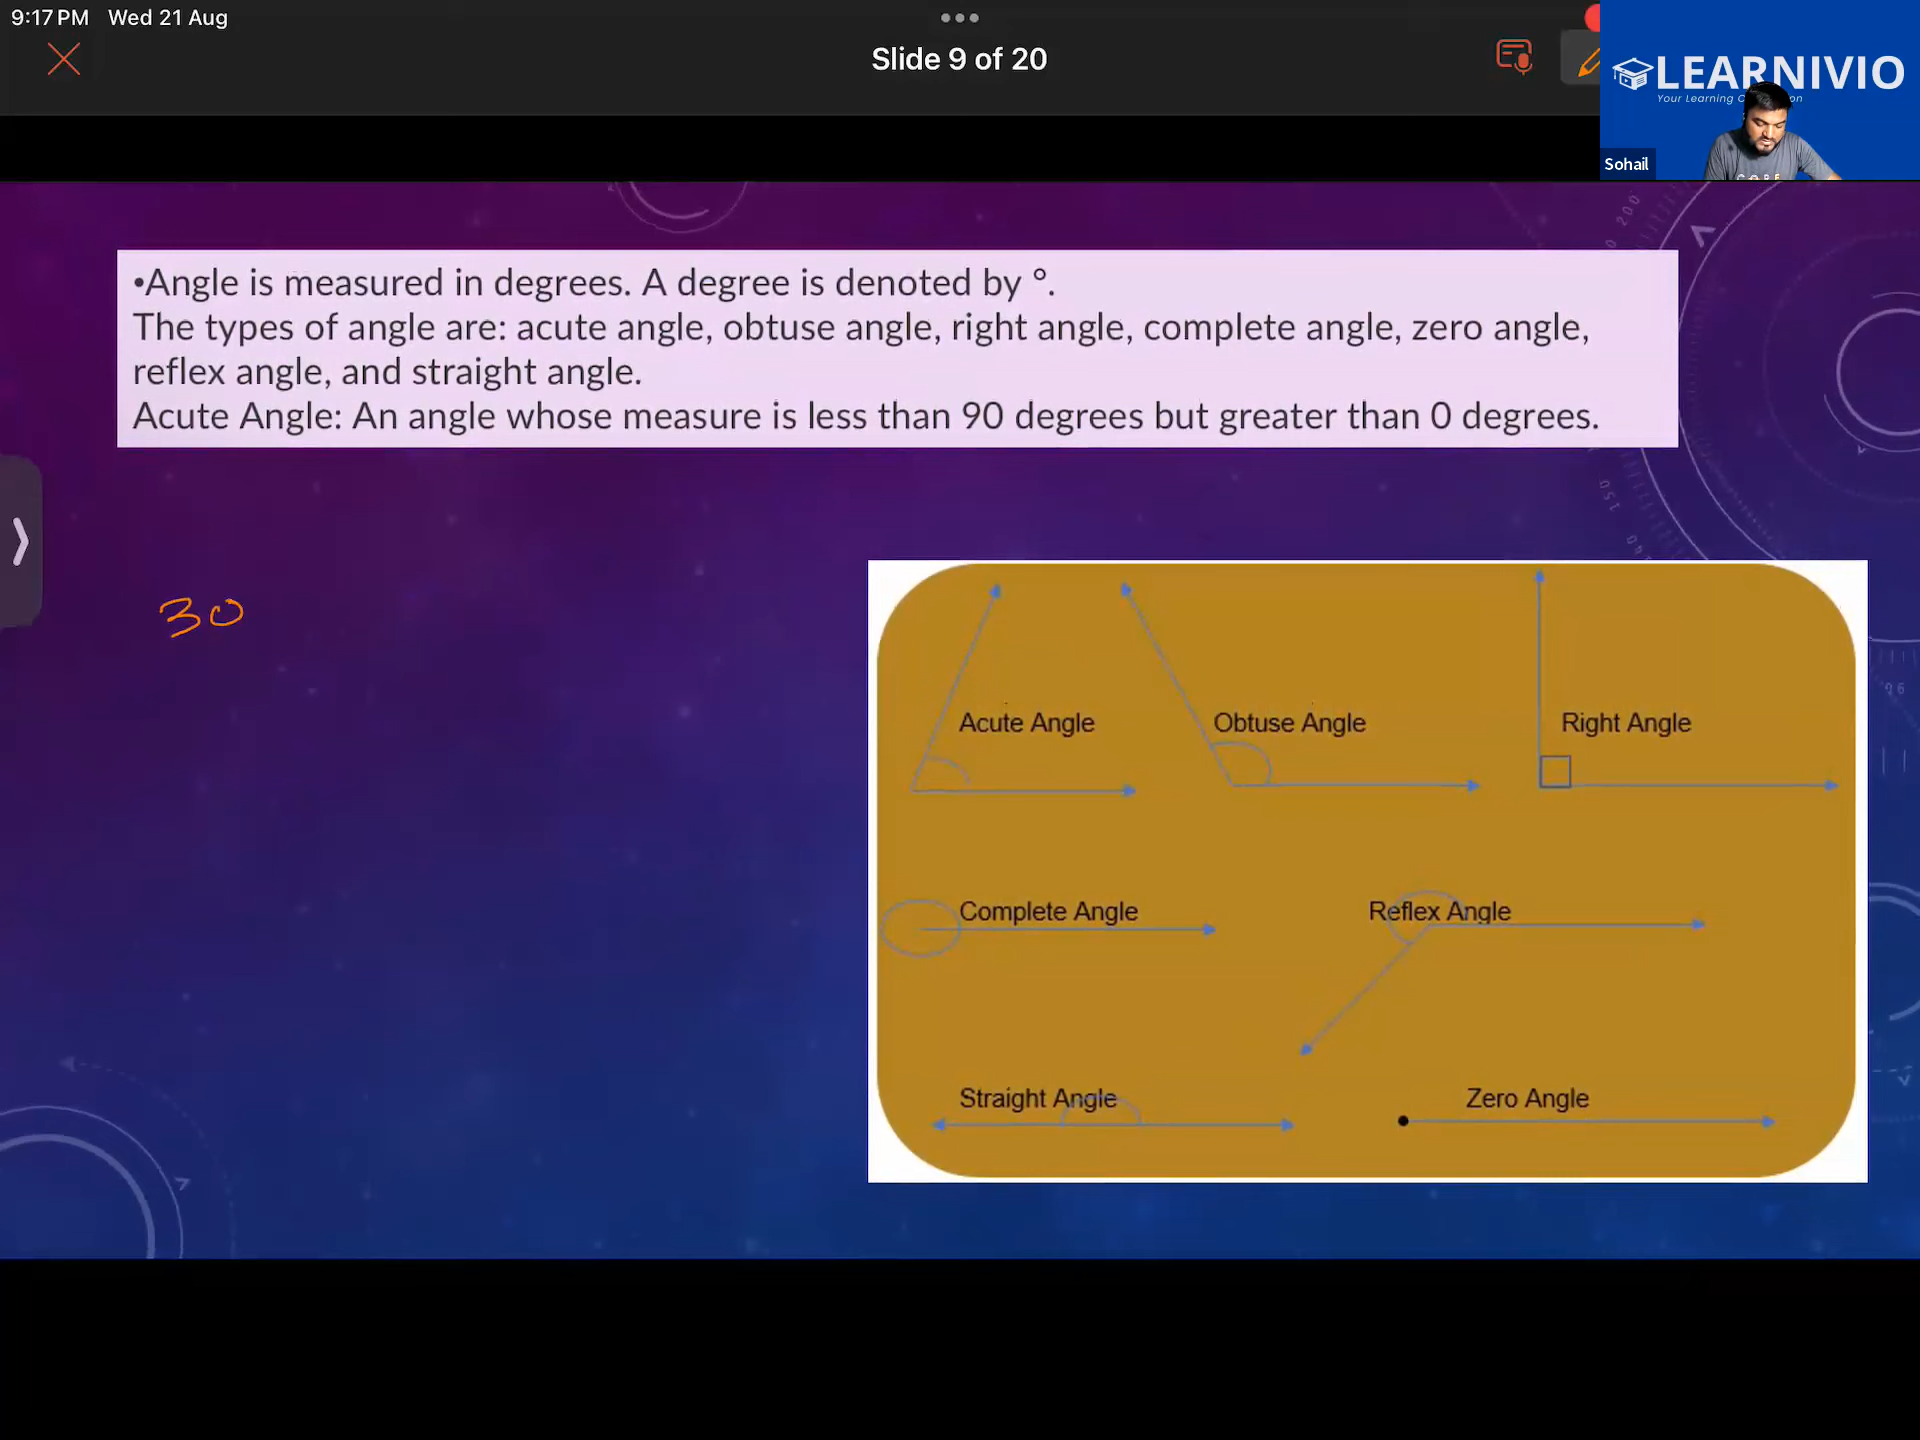 9:17 PM Wed 21 Aug
Slide 9 of 20
LEARNIVIO
Sohail
•Angle is measured in degrees. A degree is denoted by °.
The types of angle are: acute angle, obtuse angle, right angle, complete angle, zero angle,
reflex angle, and straight angle.
Acute Angle: An angle whose measure is less than 90 degrees but greater than 0 degrees.
30
Acute Angle
Obtuse Angle
Right Angle
Complete Angle
Reflex Angle
Straight Angle
Zero Angle
200
150
140